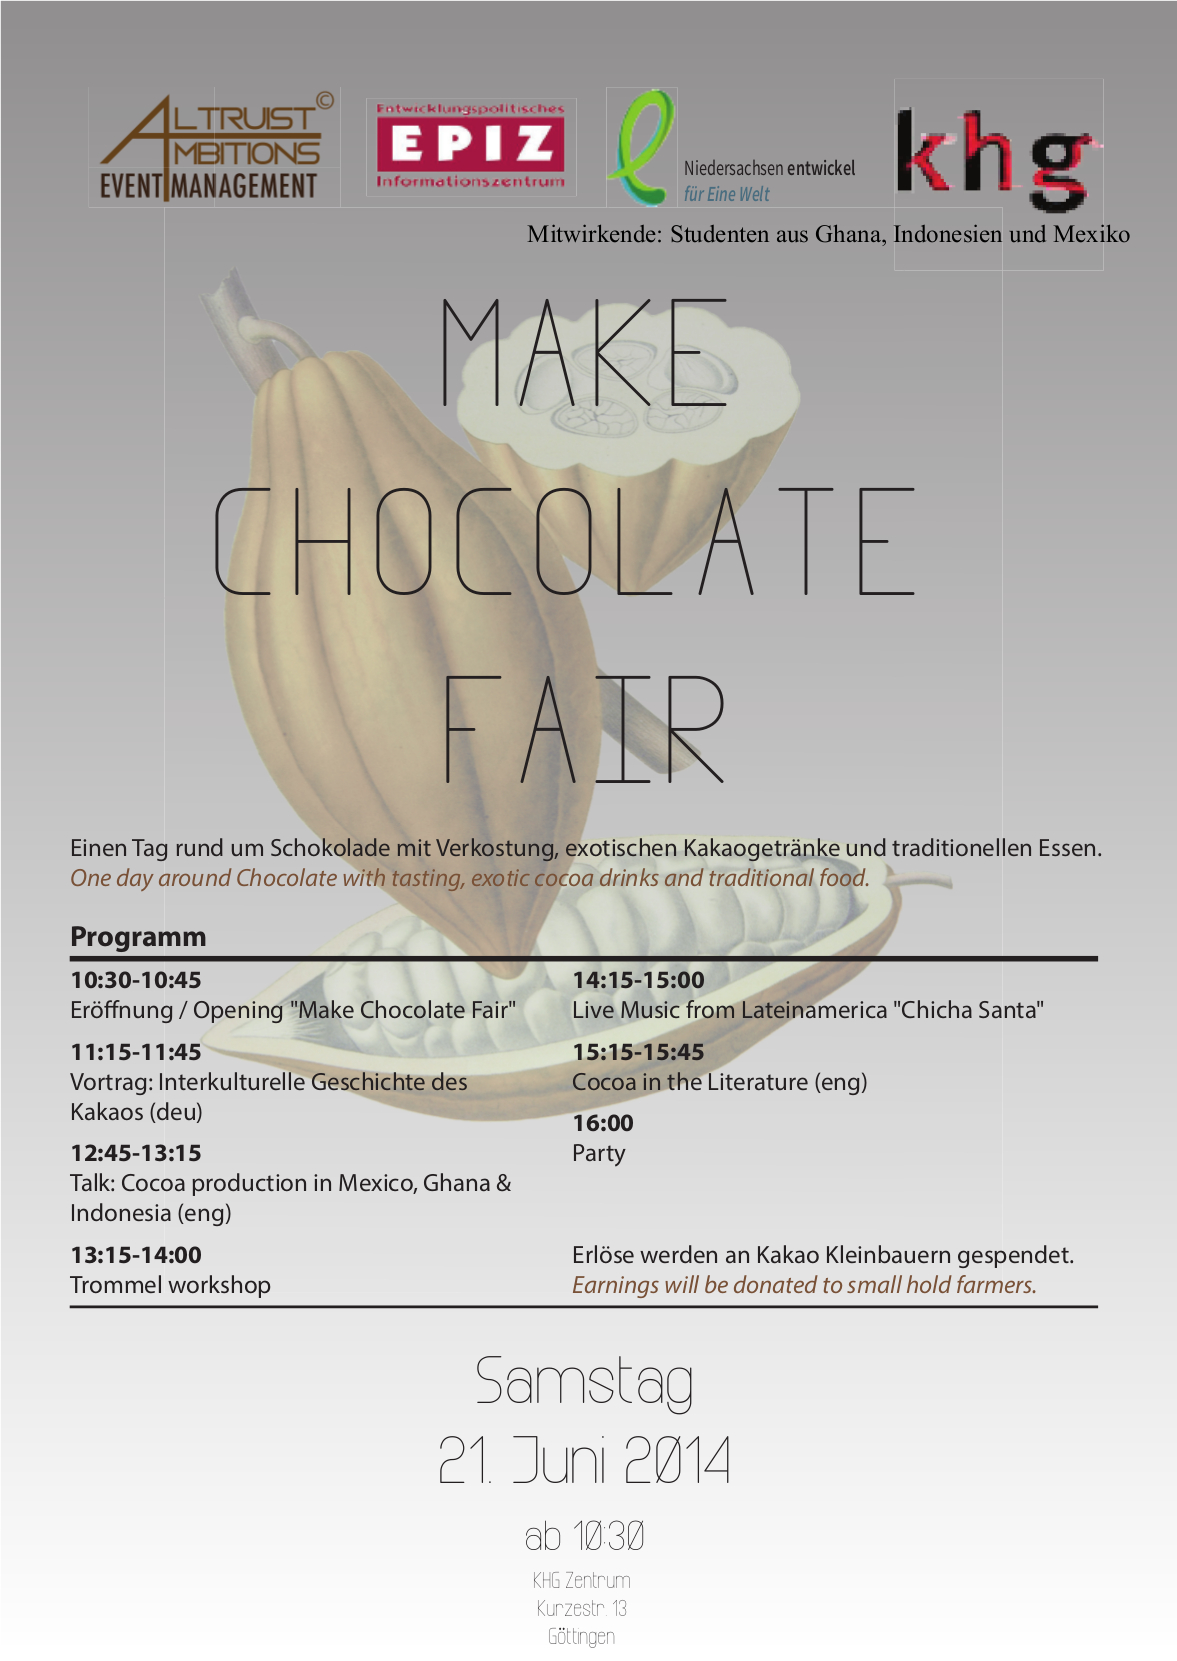 ALTRUIST©
AMBITIONS
EVENT MANAGEMENT
Entwicklungspolitisches
EPIZ
Informationszentrum
Niedersachsen entwickel
für Eine Welt
khg
Mitwirkende: Studenten aus Ghana, Indonesien und Mexiko
MAKE
CHOCOLATE
FAIR
Einen Tag rund um Schokolade mit Verkostung, exotischen Kakaogetränke und traditionellen Essen.
One day around Chocolate with tasting, exotic cocoa drinks and traditional food.
Programm
10:30-10:45
Eröffnung / Opening "Make Chocolate Fair"
11:15-11:45
Vortrag: Interkulturelle Geschichte des
Kakaos (deu)
12:45-13:15
Talk: Cocoa production in Mexico, Ghana &
Indonesia (eng)
13:15-14:00
Trommel workshop
14:15-15:00
Live Music from Lateinamerica "Chicha Santa"
15:15-15:45
Cocoa in the Literature (eng)
16:00
Party
Erlöse werden an Kakao Kleinbauern gespendet.
Earnings will be donated to small hold farmers.
Samstag
21. Juni 2014
ab 10:30
KHG Zentrum
Kurzestr. 13
Göttingen